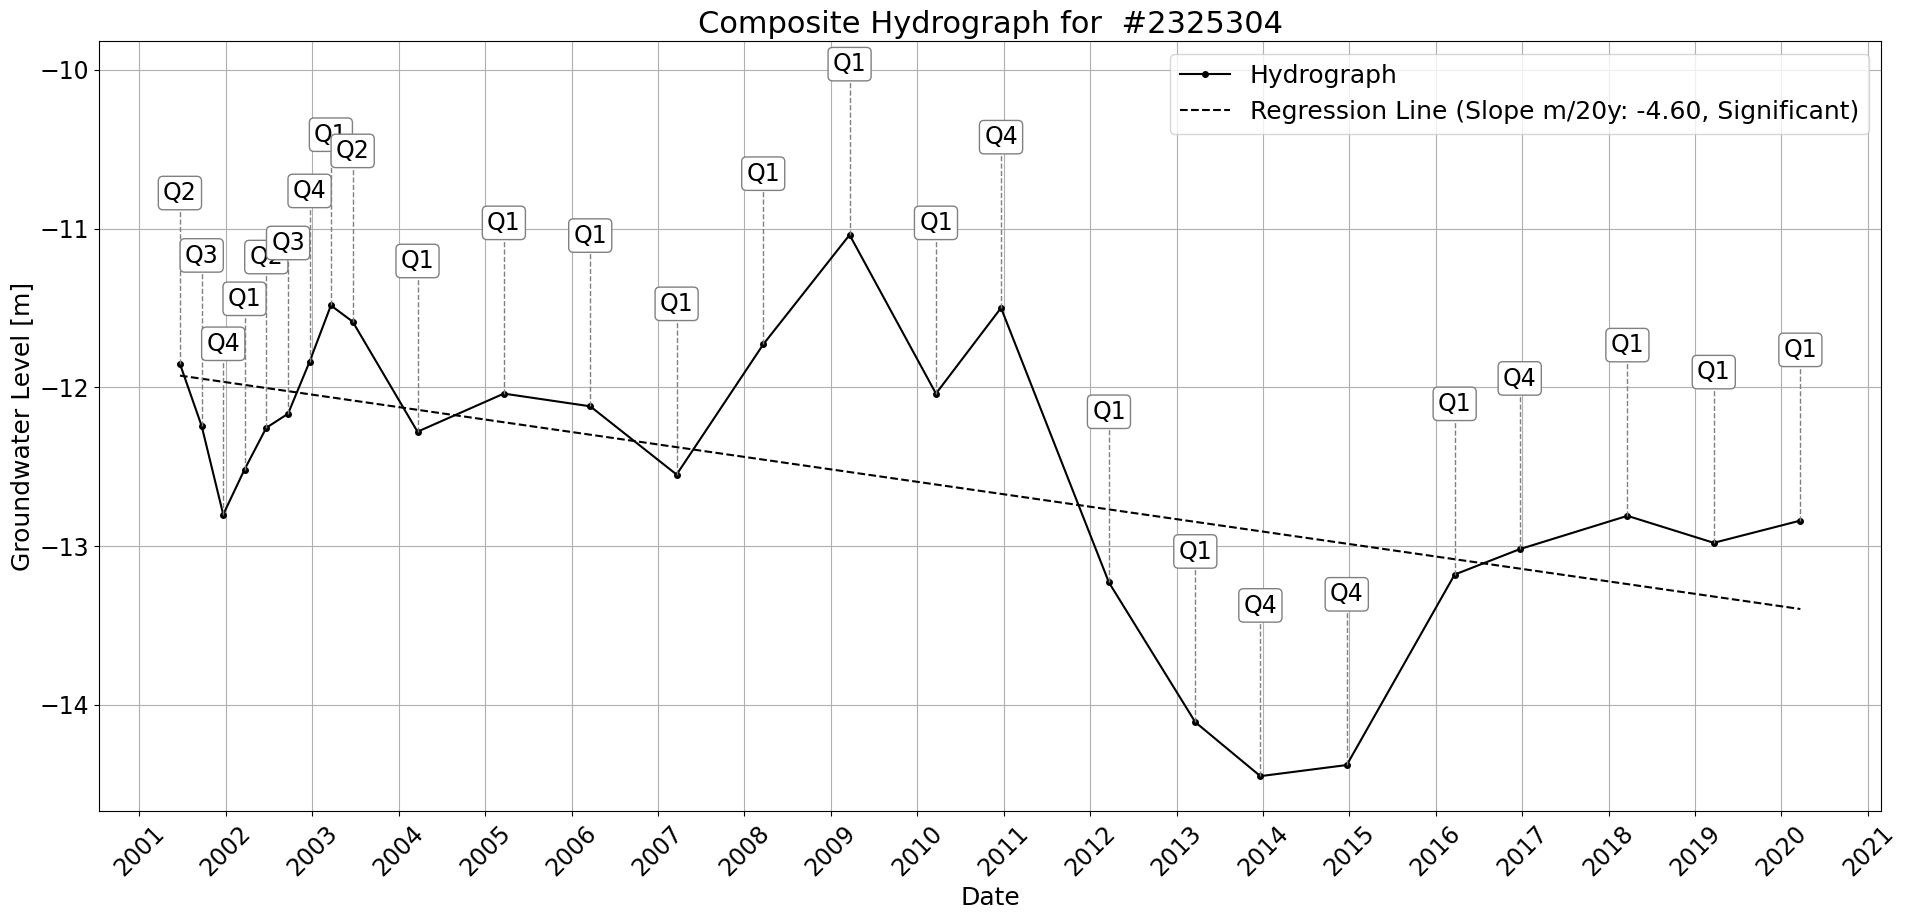 Composite Hydrograph for #2325304
Hydrograph
Regression Line (Slope m/20y: -4.60, Significant)
Groundwater Level [m]
−10
−11
−12
−13
−14
Q2
Q3
Q4
Q1
Q2
Q3
Q4
Q1
Q2
Q1
Q1
Q1
Q1
Q1
Q1
Q1
Q4
Q1
Q1
Q4
Q4
Q1
Q4
Q1
Q1
Q1
2001
2002
2003
2004
2005
2006
2007
2008
2009
2010
2011
2012
2013
2014
2015
2016
2017
2018
2019
2020
2021
Date